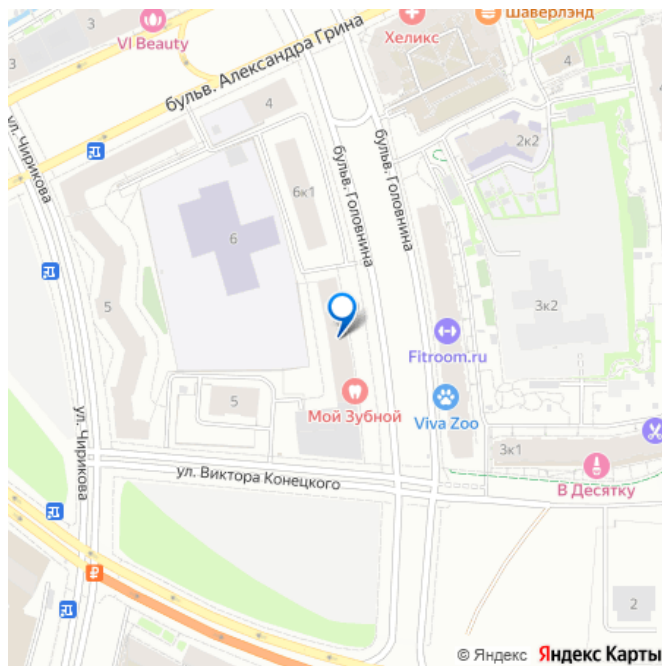 VI Beauty
Хеликс
Шаверлэнд
3
3
4
бульв. Александра Грина
4
ул. Чирикова
2к2
бульв. Головнина
бульв. Головнина
6к1
6
5
3к2
Fitroom.ru
5
Мой Зубной
Viva Zoo
ул. Чирикова
3к1
ул. Виктора Конецкого
В Десятку
₽
2
© Яндекс Яндекс Карты